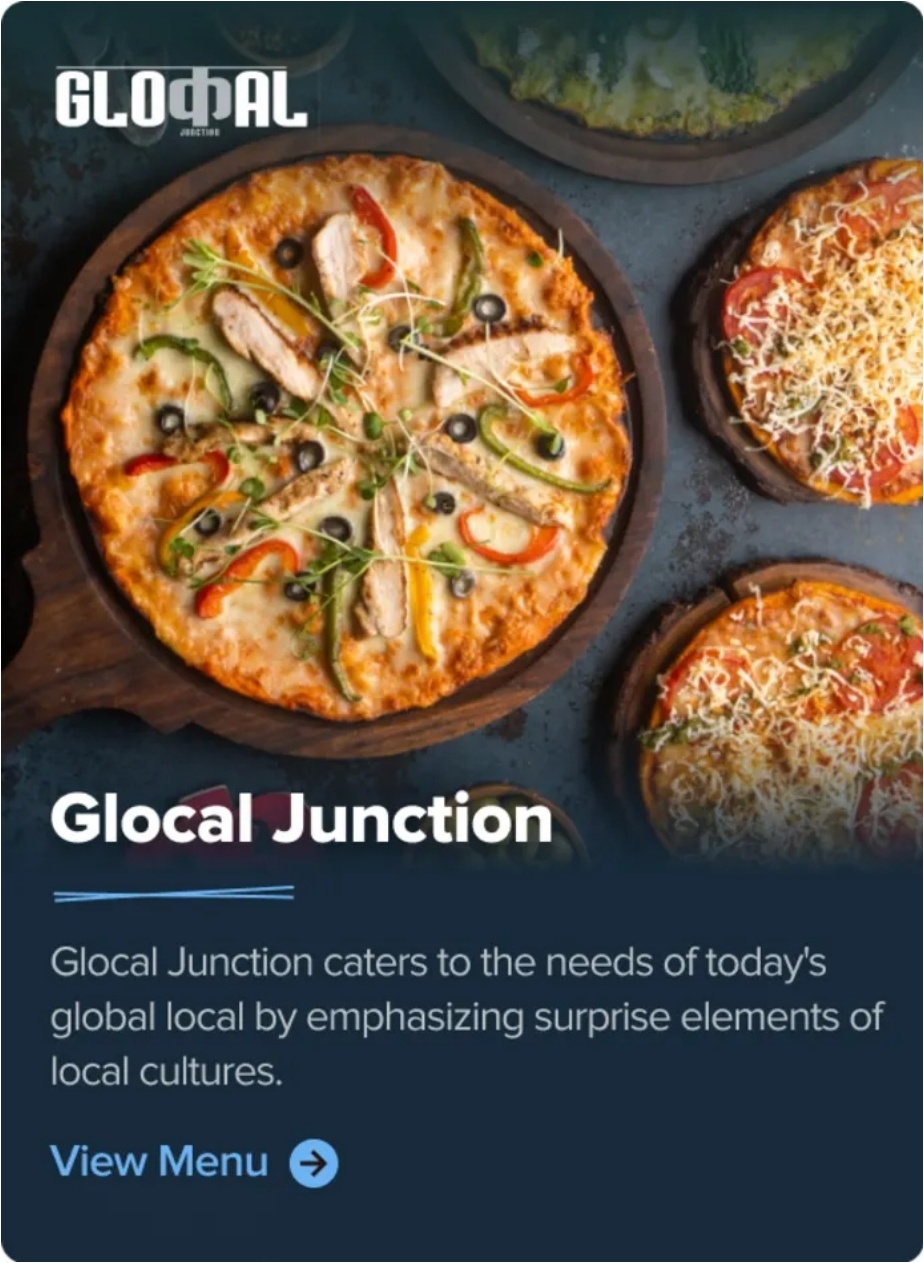 GLOCAL
JUNCTION
Glocal Junction
Glocal Junction caters to the needs of today's
global local by emphasizing surprise elements of
local cultures.
View Menu